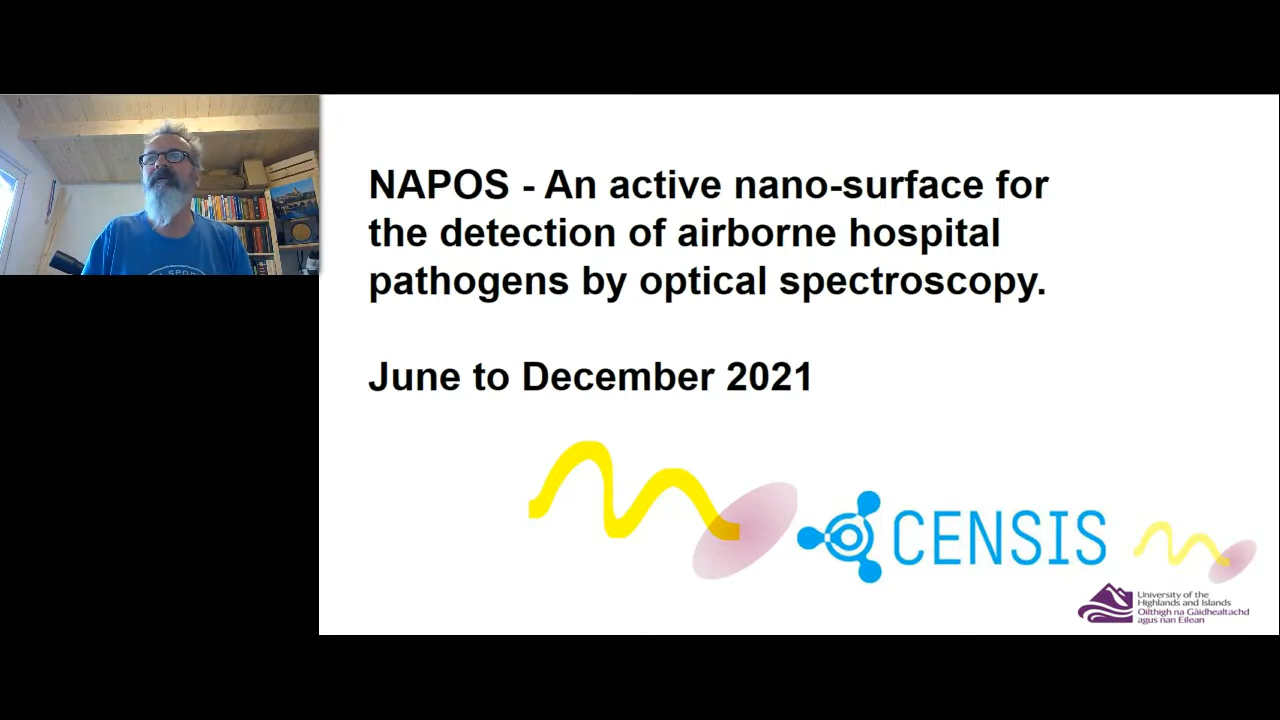 NAPOS - An active nano-surface for
the detection of airborne hospital
pathogens by optical spectroscopy.
June to December 2021
CENSIS
University of the
Highlands and Islands
Oilthigh na Gàidhealtachd
agus nan Eilean
SPO